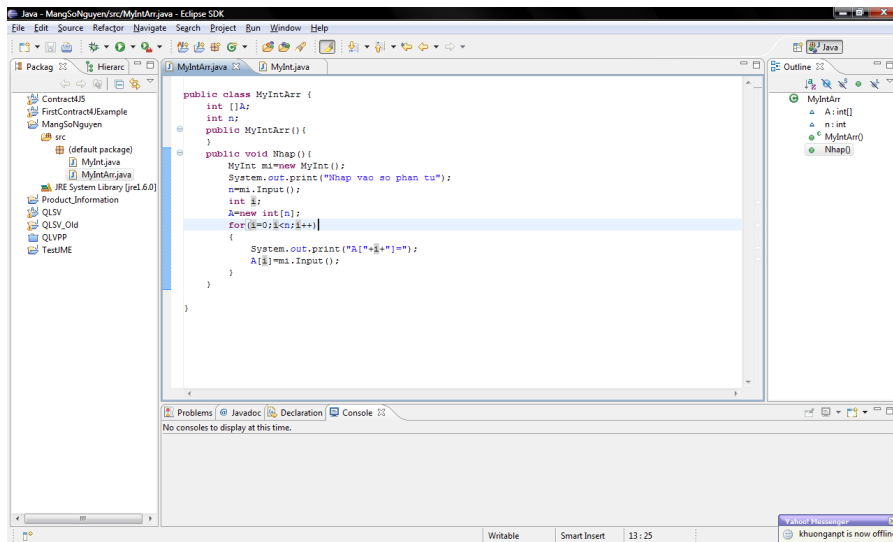 Java - MangSoNguyen/src/MyIntArr.java - Eclipse SDK
File Edit Source Refactor Navigate Search Project Run Window Help
Java
Packag Hierarc
MyIntArr.java MyInt.java
Outline
Contract4J5
FirstContract4JExample
MangSoNguyen
src
(default package)
MyInt.java
MyIntArr.java
JRE System Library [jre1.6.0]
Product_Information
QLSV
QLSV_Old
QLVPP
TestJME
public class MyIntArr {
int []A;
int n;
public MyIntArr(){
}
public void Nhap(){
MyInt mi=new MyInt();
System.out.print("Nhap vao so phan tu");
n=mi.Input();
int i;
A=new int[n];
for(i=0;i<n;i++)
{
System.out.print("A["+i+"]=");
A[i]=mi.Input();
}
}
}
MyIntArr
A : int[]
n : int
MyIntArr()
Nhap()
Problems Javadoc Declaration Console
No consoles to display at this time.
Writable Smart Insert 13 : 25
Yahoo! Messenger
khuonganpt is now offlin